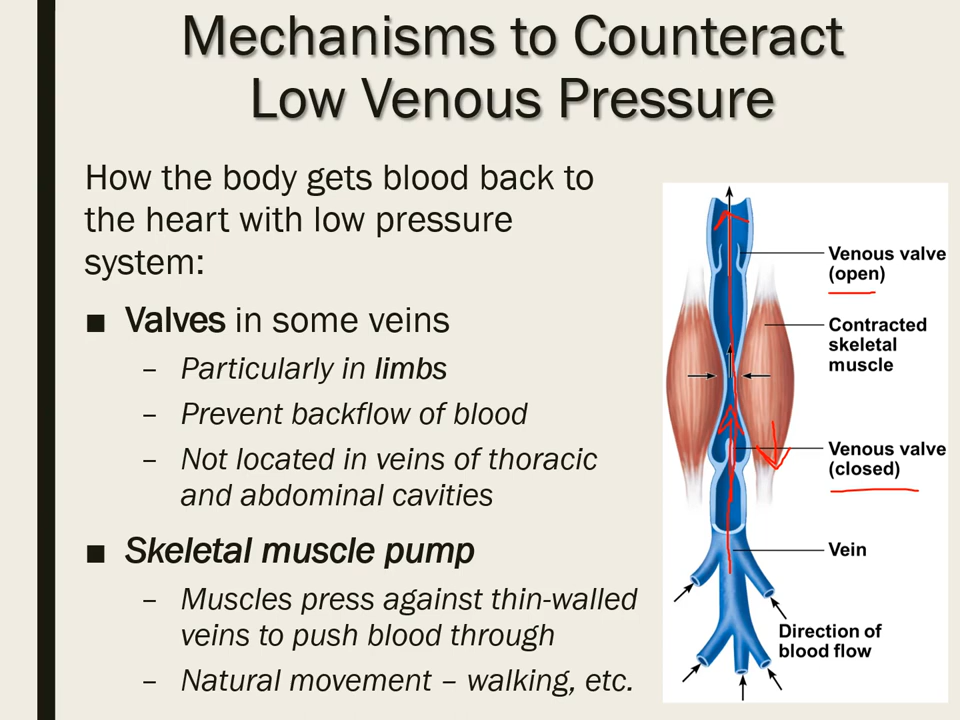 Mechanisms to Counteract
Low Venous Pressure
How the body gets blood back to
the heart with low pressure
system:
■ Valves in some veins
– Particularly in limbs
– Prevent backflow of blood
– Not located in veins of thoracic
and abdominal cavities
■ Skeletal muscle pump
– Muscles press against thin-walled
veins to push blood through
– Natural movement – walking, etc.
Venous valve
(open)
Contracted
skeletal
muscle
Venous valve
(closed)
Vein
Direction of
blood flow